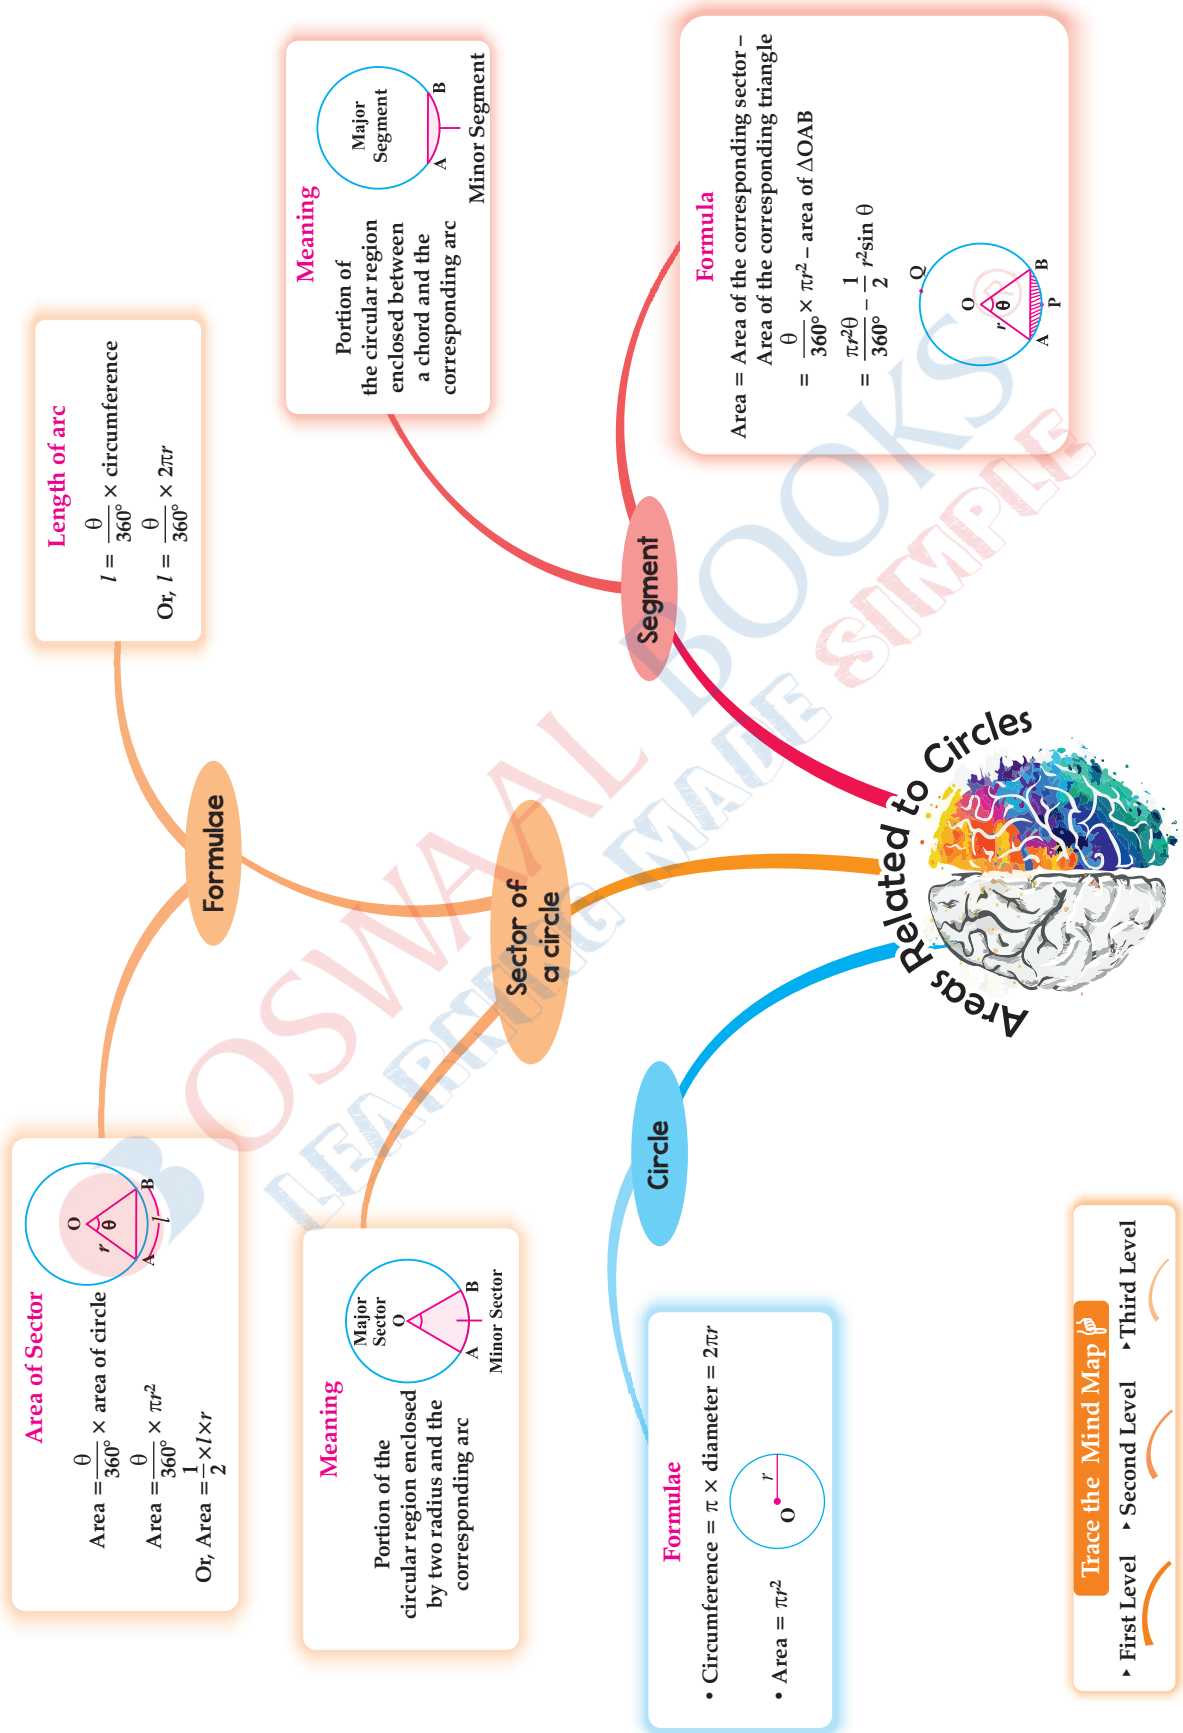 Areas Related to Circles
Circle
Formulae
• Circumference = π × diameter = 2πr
• Area = πr²
O
r
Sector of
a circle
Meaning
Portion of the
circular region enclosed
by two radius and the
corresponding arc
Major
Sector
O
A
B
Minor Sector
Formulae
Area of Sector
Area = θ/360° × area of circle
Area = θ/360° × πr²
Or, Area = 1/2 × l × r
O
r
θ
A
B
l
Length of arc
l = θ/360° × circumference
Or, l = θ/360° × 2πr
Segment
Meaning
Portion of
the circular region
enclosed between
a chord and the
corresponding arc
Major
Segment
A
B
Minor Segment
Formula
Area = Area of the corresponding sector –
Area of the corresponding triangle
= θ/360° × πr² – area of ΔOAB
= πr²θ/360° – 1/2 r²sin θ
Q
O
r
θ
A
B
P
Trace the Mind Map
▸ First Level ▸ Second Level ▸ Third Level
OSWAAL BOOKS®
LEARNING MADE SIMPLE